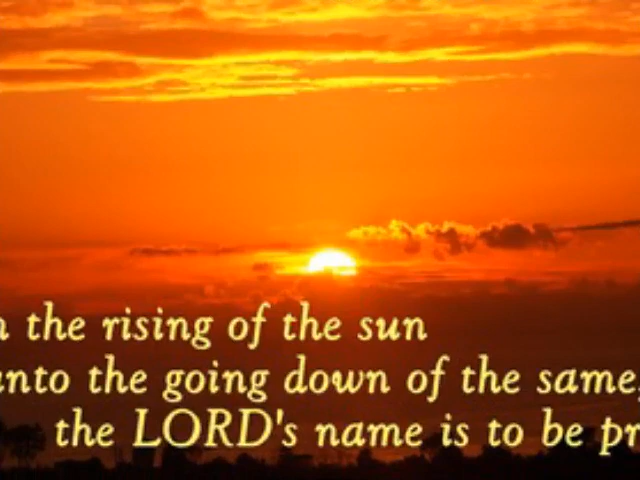 the rising of the sun
unto the going down of the same,
the LORD's name is to be